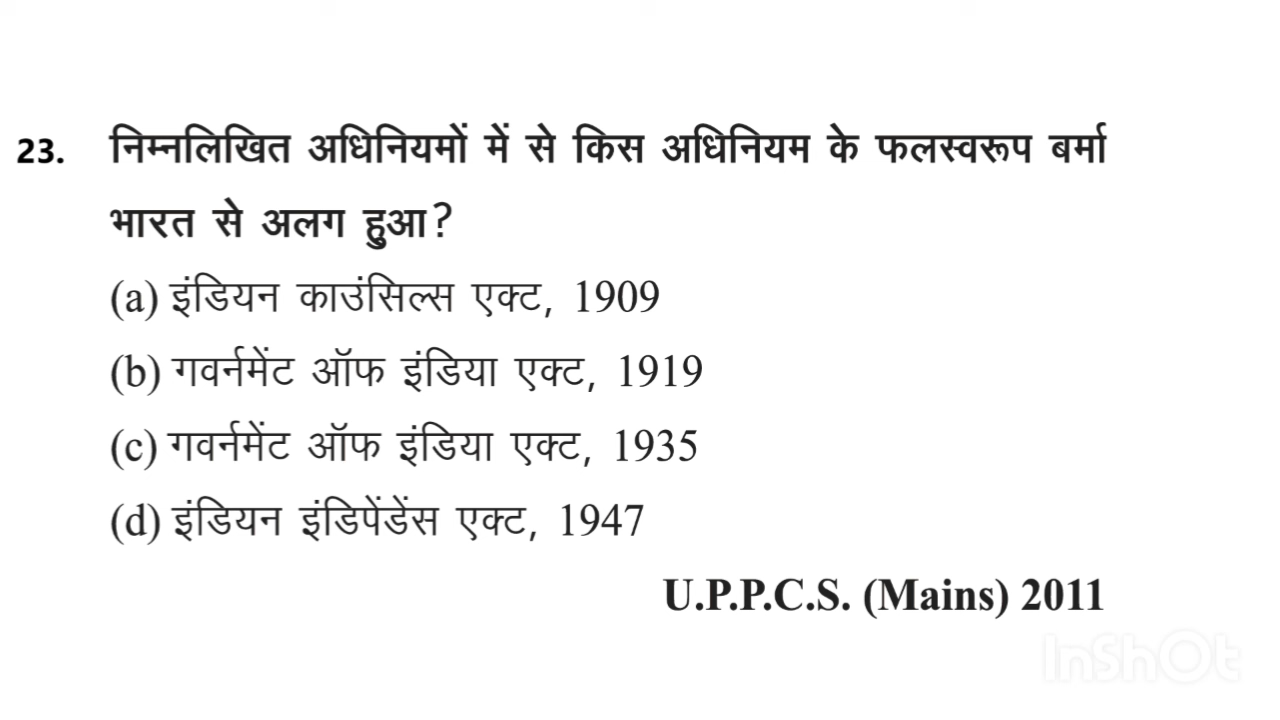 23. निम्नलिखित अधिनियमों में से किस अधिनियम के फलस्वरूप बर्मा
भारत से अलग हुआ?
(a) इंडियन काउंसिल्स एक्ट, 1909
(b) गवर्नमेंट ऑफ इंडिया एक्ट, 1919
(c) गवर्नमेंट ऑफ इंडिया एक्ट, 1935
(d) इंडियन इंडिपेंडेंस एक्ट, 1947
U.P.P.C.S. (Mains) 2011
InShOt